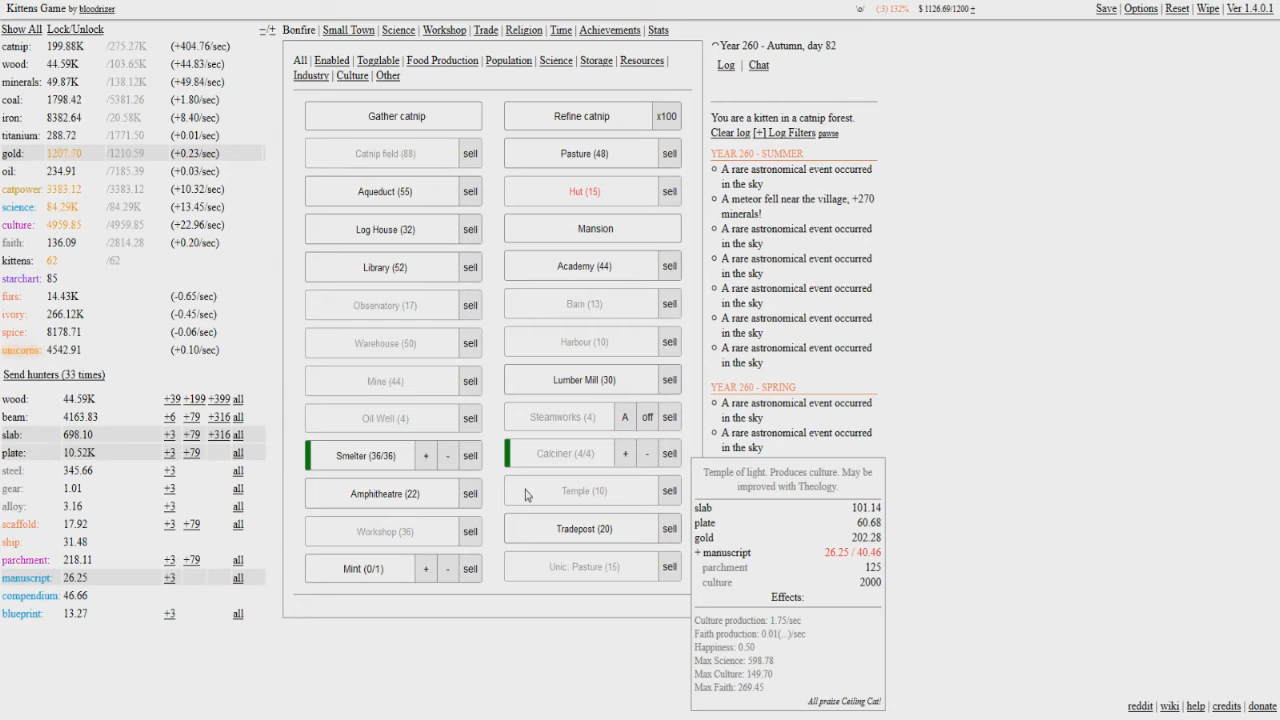 Kittens Game by bloodrizer
\o/ (:3) 132% $ 1126.69/1200 ±
Save | Options | Reset | Wipe | Ver 1.4.0.1
Show All Lock/Unlock −/+
catnip: 199.88K /275.27K (+404.76/sec)
wood: 44.59K /103.65K (+44.83/sec)
minerals: 49.87K /138.12K (+49.84/sec)
coal: 1798.42 /5381.26 (+1.80/sec)
iron: 8382.64 /20.58K (+8.40/sec)
titanium: 288.72 /1771.50 (+0.01/sec)
gold: 1207.70 /1210.59 (+0.23/sec)
oil: 234.91 /7185.39 (+0.03/sec)
catpower: 3383.12 /3383.12 (+10.32/sec)
science: 84.29K /84.29K (+13.45/sec)
culture: 4959.85 /4959.85 (+22.96/sec)
faith: 136.09 /2814.28 (+0.20/sec)
kittens: 62 /62
starchart: 85
furs: 14.43K (-0.65/sec)
ivory: 266.12K (-0.45/sec)
spice: 8178.71 (-0.06/sec)
unicorns: 4542.91 (+0.10/sec)
Send hunters (33 times)
wood: 44.59K +39 +199 +399 all
beam: 4163.83 +6 +79 +316 all
slab: 698.10 +3 +79 +316 all
plate: 10.52K +3 +79 all
steel: 345.66 +3 all
gear: 1.01 +3 all
alloy: 3.16 +3 all
scaffold: 17.92 +3 +79 all
ship: 31.48
parchment: 218.11 +3 +79 all
manuscript: 26.25 +3 all
compendium: 46.66
blueprint: 13.27 +3 all
Bonfire | Small Town | Science | Workshop | Trade | Religion | Time | Achievements | Stats
All | Enabled | Togglable | Food Production | Population | Science | Storage | Resources |
Industry | Culture | Other
Gather catnip Refine catnip x100
Catnip field (88) sell Pasture (48) sell
Aqueduct (55) sell Hut (15) sell
Log House (32) sell Mansion
Library (52) sell Academy (44) sell
Observatory (17) sell Barn (13) sell
Warehouse (50) sell Harbour (10) sell
Mine (44) sell Lumber Mill (30) sell
Oil Well (4) sell Steamworks (4) A off sell
Smelter (36/36) + - sell Calciner (4/4) + - sell
Amphitheatre (22) sell Temple (10) sell
Workshop (36) sell Tradepost (20) sell
Mint (0/1) + - sell Unic. Pasture (15) sell
Year 260 - Autumn, day 82
Log | Chat
You are a kitten in a catnip forest.
Clear log [+] Log Filters pawse
YEAR 260 - SUMMER
A rare astronomical event occurred
in the sky
A meteor fell near the village, +270
minerals!
A rare astronomical event occurred
in the sky
A rare astronomical event occurred
in the sky
A rare astronomical event occurred
in the sky
A rare astronomical event occurred
in the sky
A rare astronomical event occurred
in the sky
YEAR 260 - SPRING
A rare astronomical event occurred
in the sky
A rare astronomical event occurred
in the sky
Temple of light. Produces culture. May be
improved with Theology.
slab 101.14
plate 60.68
gold 202.28
+ manuscript 26.25 / 40.46
parchment 125
culture 2000
Effects:
Culture production: 1.75/sec
Faith production: 0.01(...)/sec
Happiness: 0.50
Max Science: 598.78
Max Culture: 149.70
Max Faith: 269.45
All praise Ceiling Cat!
reddit | wiki | help | credits | donate